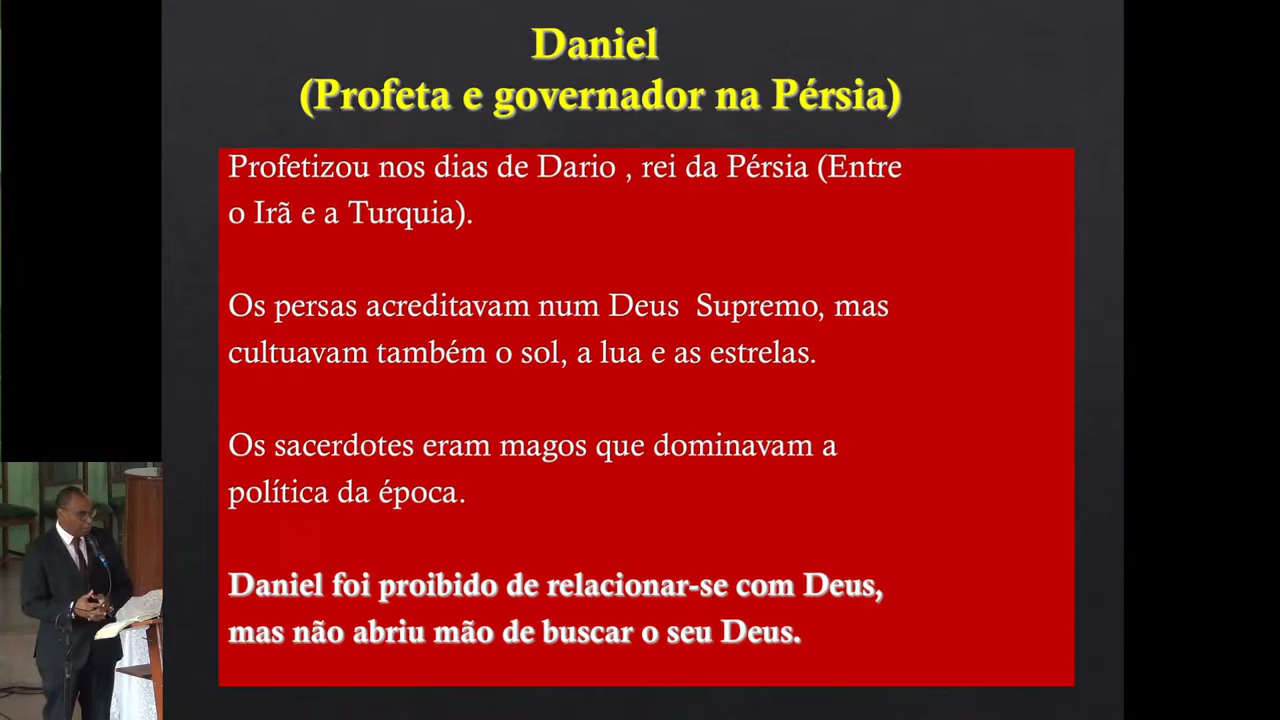 Daniel
(Profeta e governador na Pérsia)
Profetizou nos dias de Dario , rei da Pérsia (Entre
o Irã e a Turquia).
Os persas acreditavam num Deus  Supremo, mas
cultuavam também o sol, a lua e as estrelas.
Os sacerdotes eram magos que dominavam a
política da época.
Daniel foi proibido de relacionar-se com Deus,
mas não abriu mão de buscar o seu Deus.